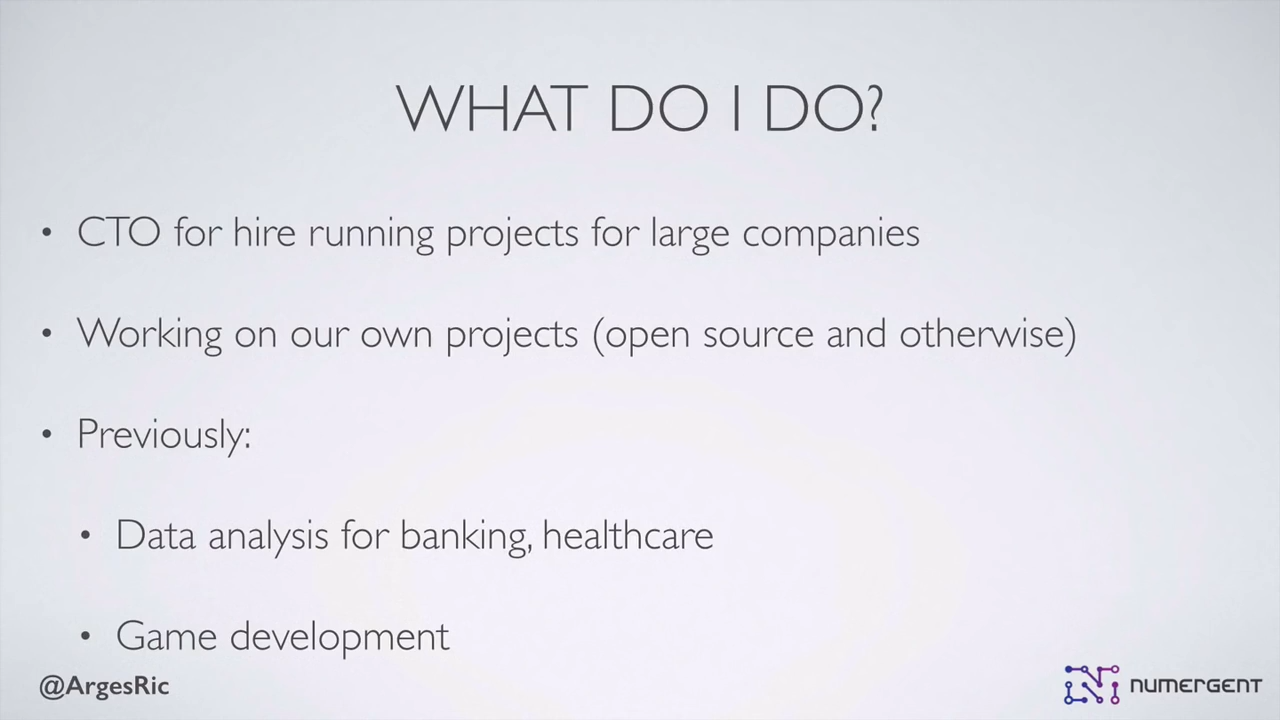 WHAT DO I DO?
• CTO for hire running projects for large companies
• Working on our own projects (open source and otherwise)
• Previously:
• Data analysis for banking, healthcare
• Game development
@ArgesRic
NUMERGENT